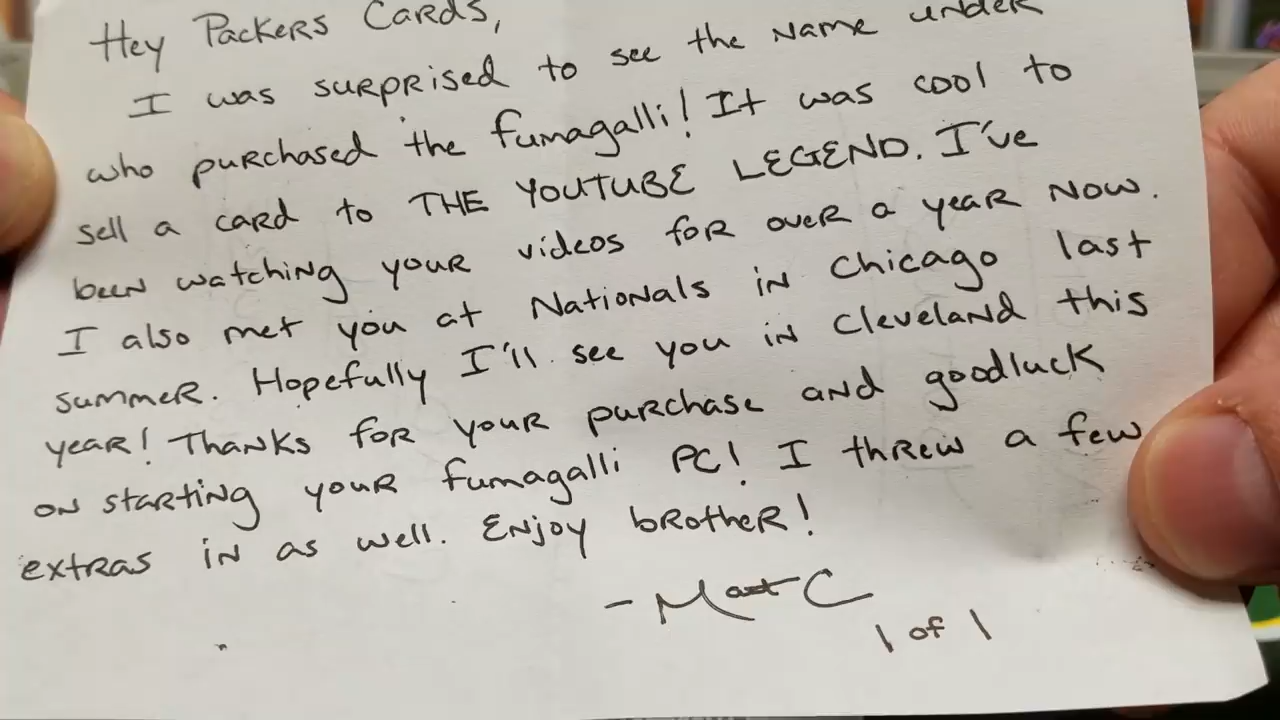 Hey Packers Cards,
I was surprised to see the name under
who purchased the fumagalli! It was cool to
sell a card to THE YOUTUBE LEGEND. I've
been watching your videos for over a year now.
I also met you at Nationals in Chicago last
summer. Hopefully I'll see you in Cleveland this
year! Thanks for your purchase and goodluck
on starting your fumagalli PC! I threw a few
extras in as well. Enjoy brother!
- Matt C
1 of 1